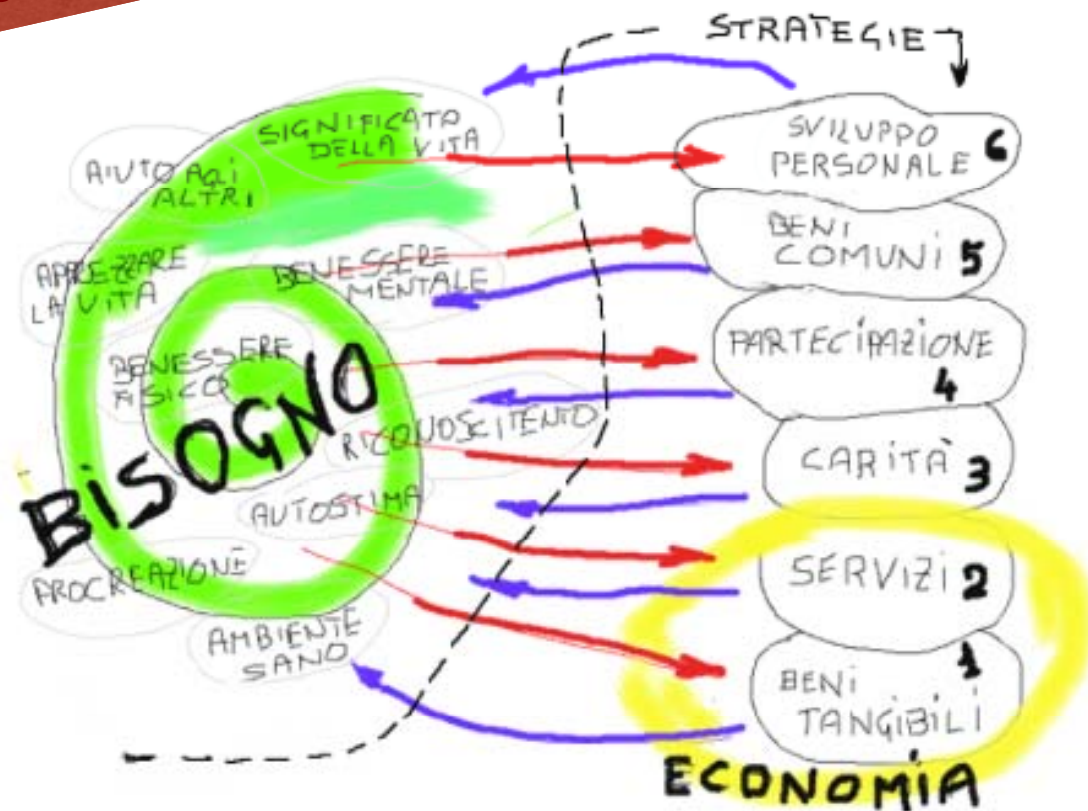 STRATEGIE
SIGNIFICATO
DELLA VITA
AIUTO AGLI
ALTRI
APPREZZARE
LA VITA
BENESSERE
MENTALE
BENESSERE
FISICO
BISOGNO
RICONOSCITENTO
AUTOSTIMA
PROCREAZIONE
AMBIENTE
SANO
SVILUPPO
PERSONALE 6
BENI
COMUNI 5
PARTECIPAZIONE
4
CARITÀ 3
SERVIZI 2
1
BENI
TANGIBILI
ECONOMIA